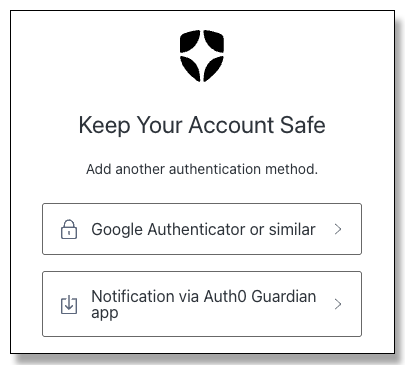 Keep Your Account Safe
Add another authentication method.
Google Authenticator or similar
Notification via Auth0 Guardian
app